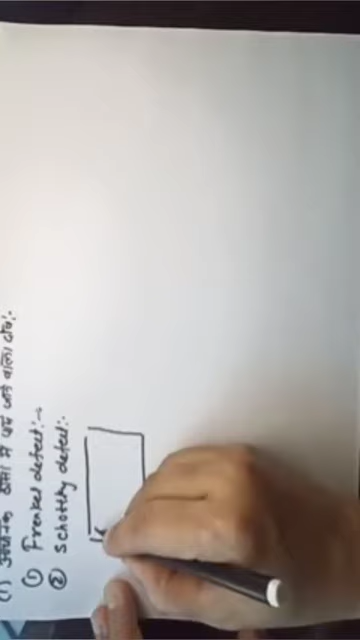 (1) आयनिक ठोसों में पाये जाने वाला दोष:
① Frenkel defect:→
② Schottky defect:-